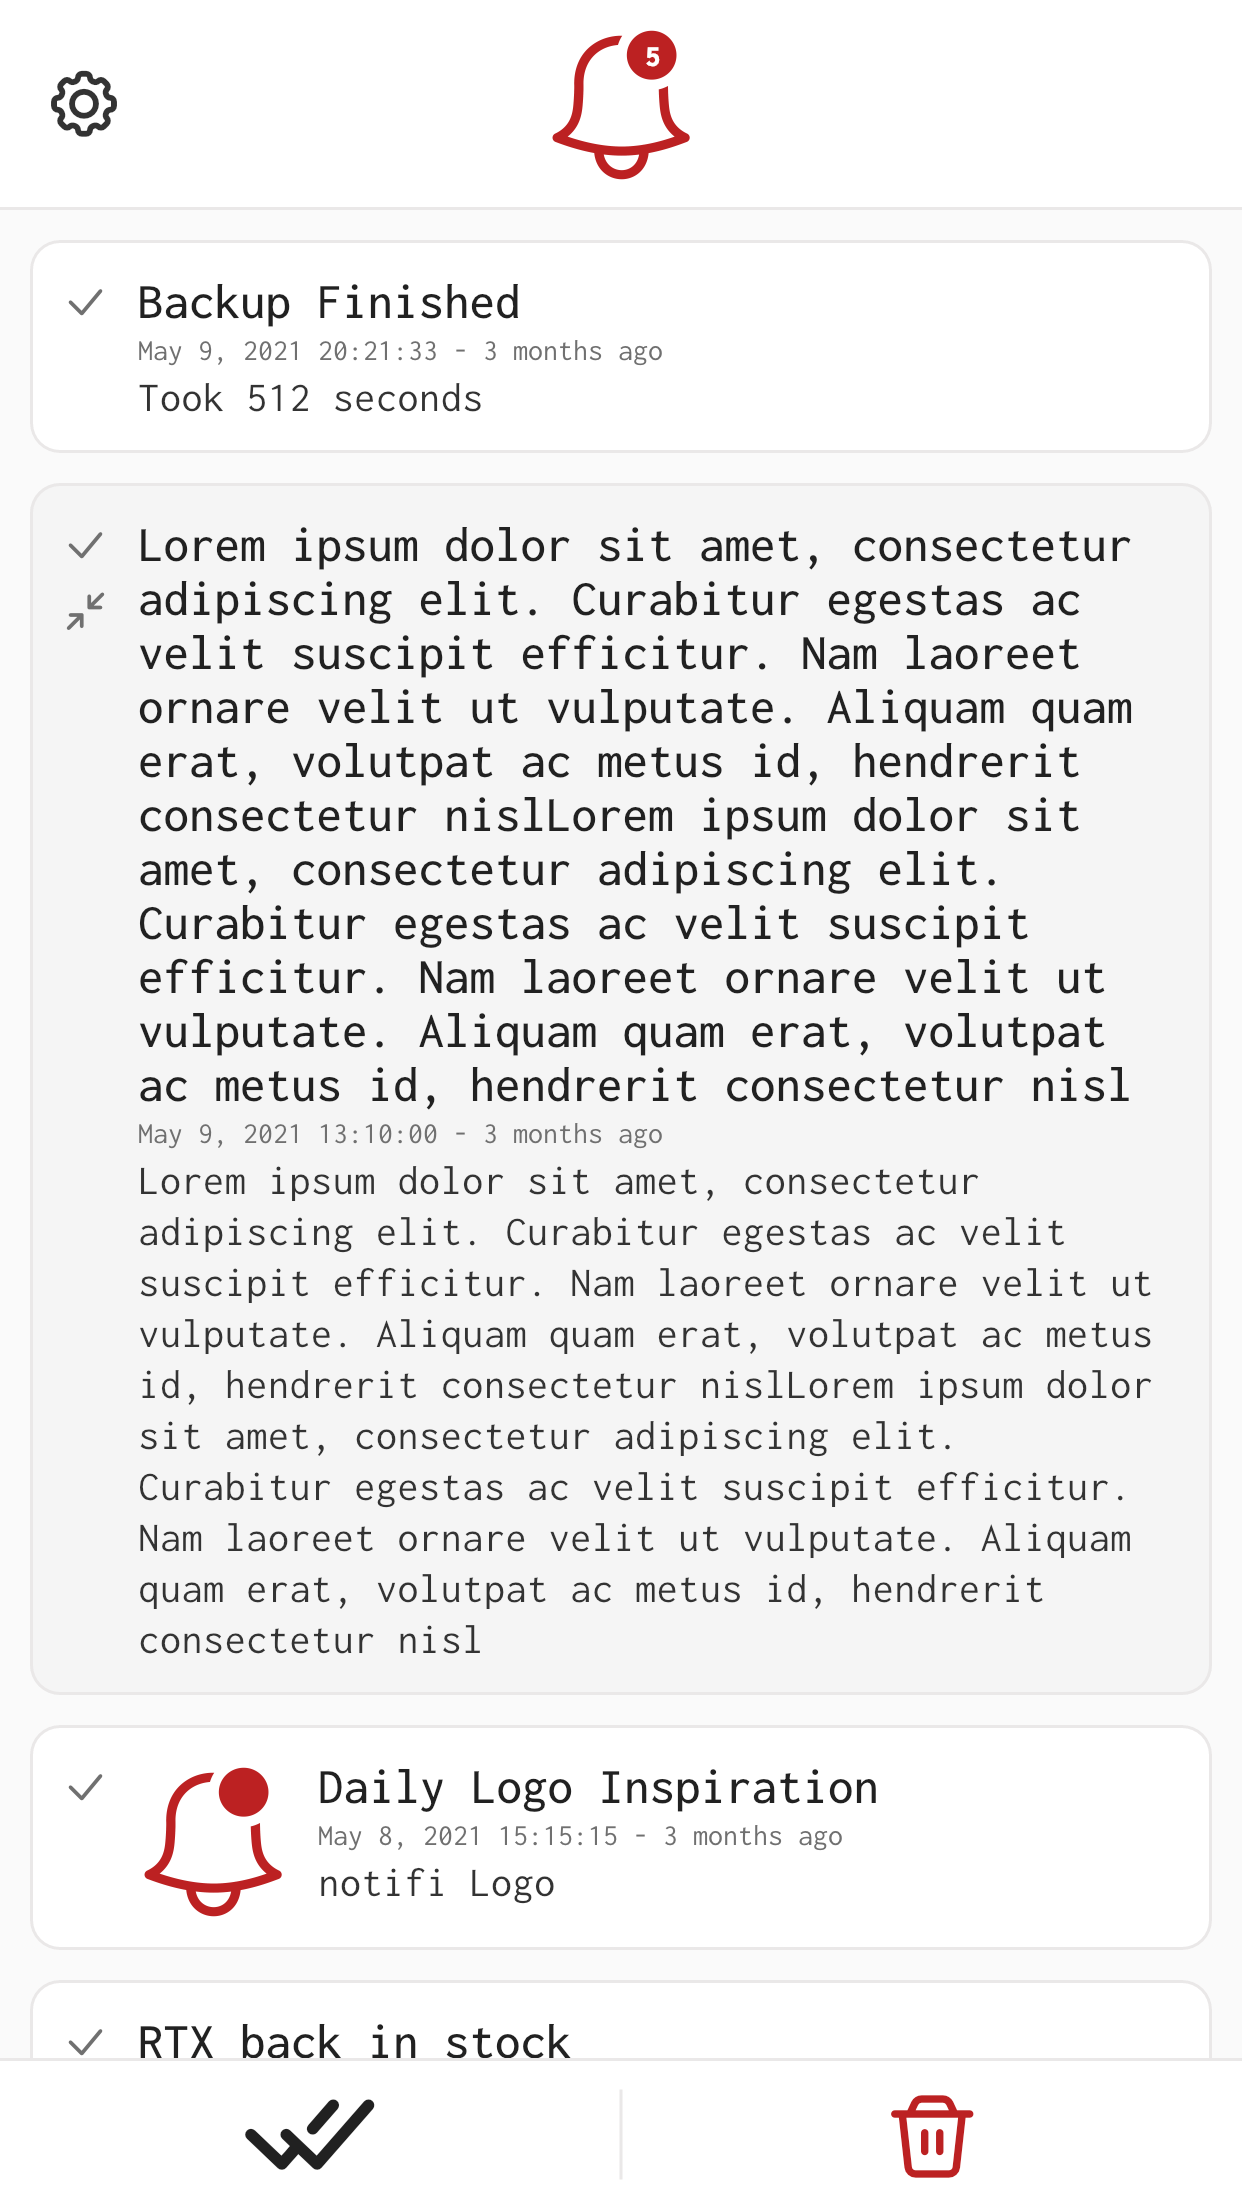 5
Backup Finished
May 9, 2021 20:21:33 - 3 months ago
Took 512 seconds
Lorem ipsum dolor sit amet, consectetur
adipiscing elit. Curabitur egestas ac
velit suscipit efficitur. Nam laoreet
ornare velit ut vulputate. Aliquam quam
erat, volutpat ac metus id, hendrerit
consectetur nislLorem ipsum dolor sit
amet, consectetur adipiscing elit.
Curabitur egestas ac velit suscipit
efficitur. Nam laoreet ornare velit ut
vulputate. Aliquam quam erat, volutpat
ac metus id, hendrerit consectetur nisl
May 9, 2021 13:10:00 - 3 months ago
Lorem ipsum dolor sit amet, consectetur
adipiscing elit. Curabitur egestas ac velit
suscipit efficitur. Nam laoreet ornare velit ut
vulputate. Aliquam quam erat, volutpat ac metus
id, hendrerit consectetur nislLorem ipsum dolor
sit amet, consectetur adipiscing elit.
Curabitur egestas ac velit suscipit efficitur.
Nam laoreet ornare velit ut vulputate. Aliquam
quam erat, volutpat ac metus id, hendrerit
consectetur nisl
Daily Logo Inspiration
May 8, 2021 15:15:15 - 3 months ago
notifi Logo
RTX back in stock